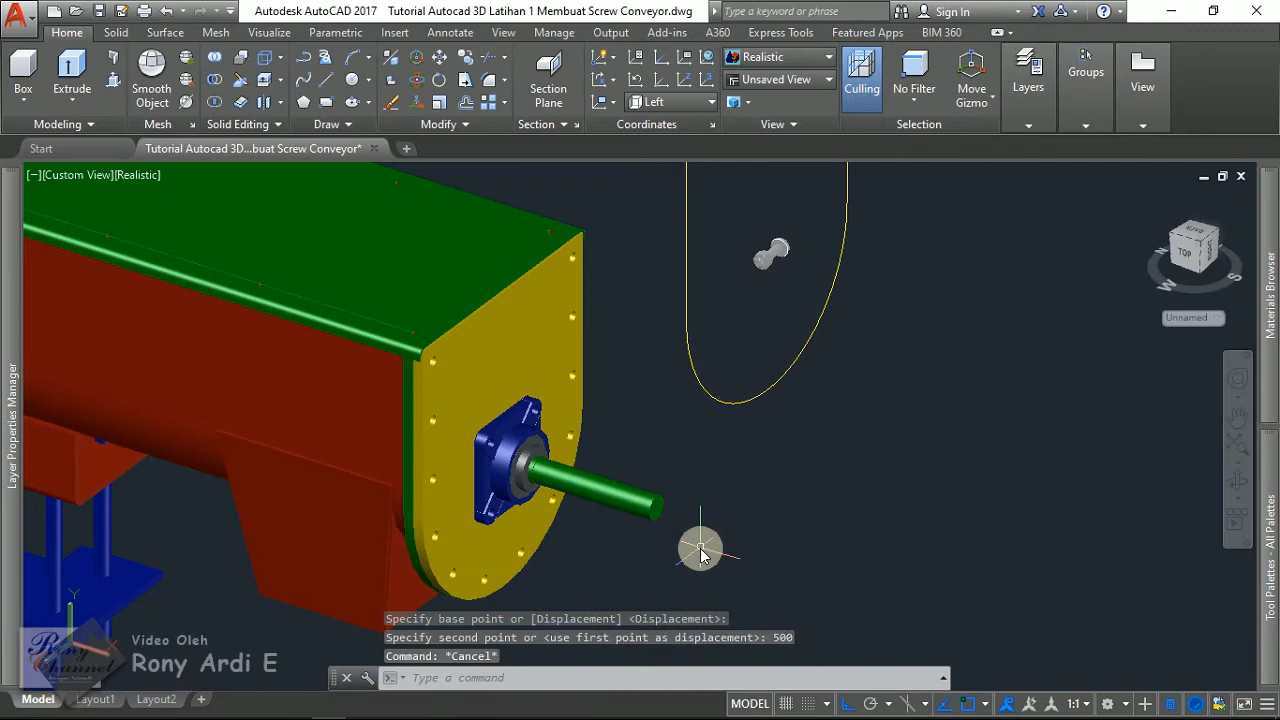 Autodesk AutoCAD 2017 Tutorial Autocad 3D Latihan 1 Membuat Screw Conveyor.dwg
Type a keyword or phrase
Sign In
Home Solid Surface Mesh Visualize Parametric Insert Annotate View Manage Output Add-ins A360 Express Tools Featured Apps BIM 360
Box
Extrude
Smooth Object
Section Plane
Realistic
Unsaved View
Left
Culling
No Filter
Move Gizmo
Layers
Groups
View
Modeling
Mesh
Solid Editing
Draw
Modify
Section
Coordinates
View
Selection
Start
Tutorial Autocad 3D...buat Screw Conveyor*
[−][Custom View][Realistic]
Layer Properties Manager
N
TOP
RIGHT
W
S
Unnamed
Materials Browser
Tool Palettes - All Palettes
Y
Specify base point or [Displacement] <Displacement>:
Specify second point or <use first point as displacement>: 500
Command: *Cancel*
Type a command
Rony
Channel
Video Oleh
Rony Ardi E
Model Layout1 Layout2
MODEL
1:1